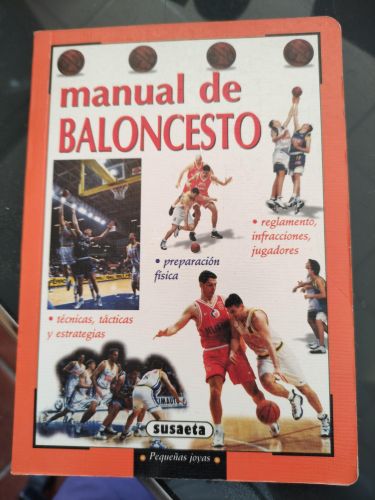 manual de
BALONCESTO
• reglamento,
infracciones,
jugadores
• preparación
física
• técnicas, tácticas
y estrategias
susaeta
Pequeñas joyas